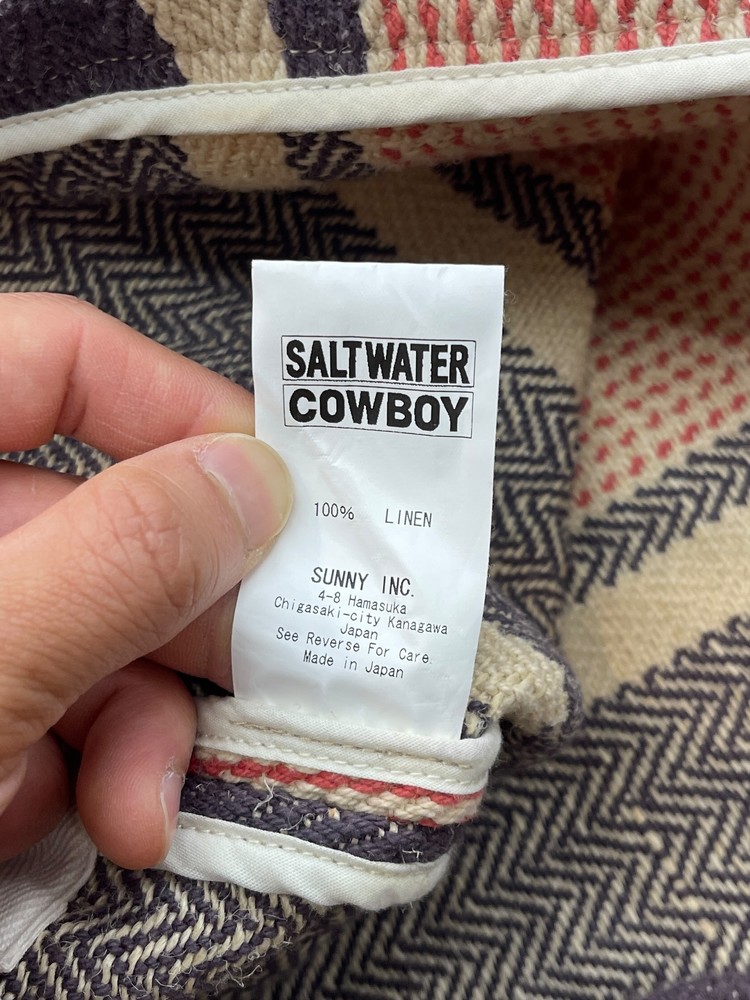 SALTWATER
COWBOY
100% LINEN
SUNNY INC.
4-8 Hamasuka
Chigasaki-city Kanagawa
Japan
See Reverse For Care.
Made in Japan